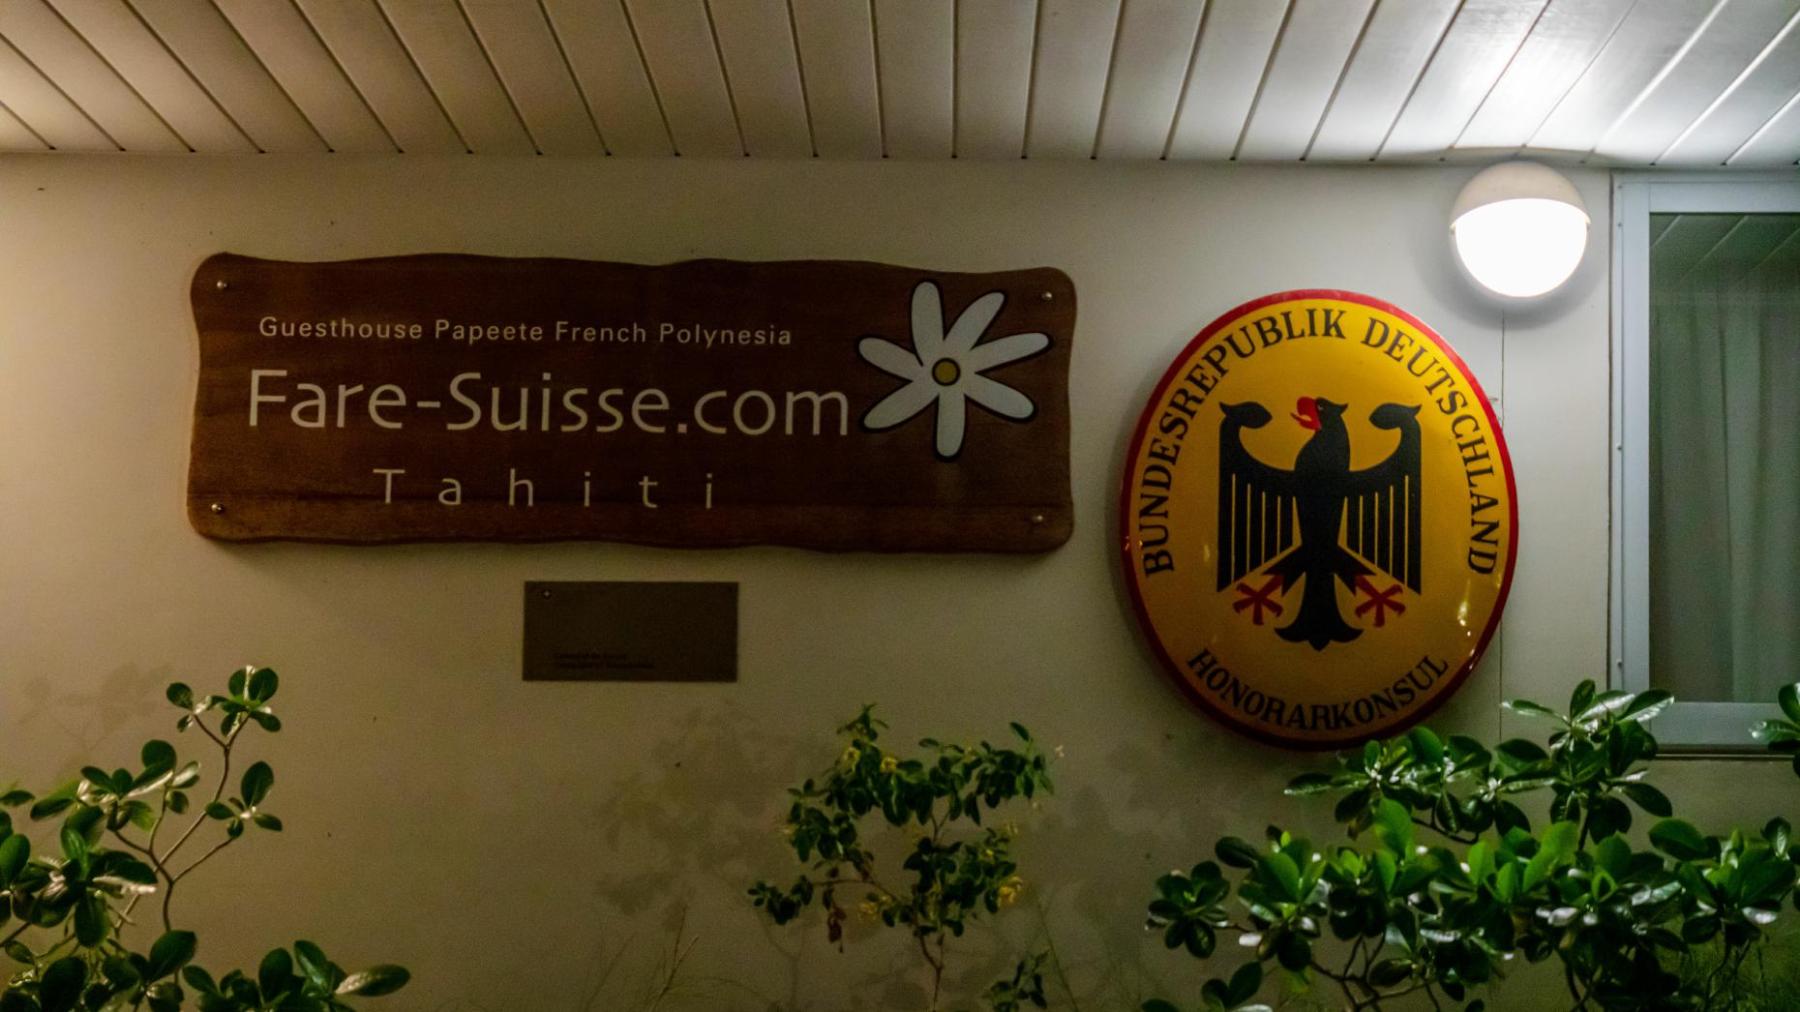 Guesthouse Papeete French Polynesia
Fare-Suisse.com
Tahiti
BUNDESREPUBLIK DEUTSCHLAND
HONORARKONSUL